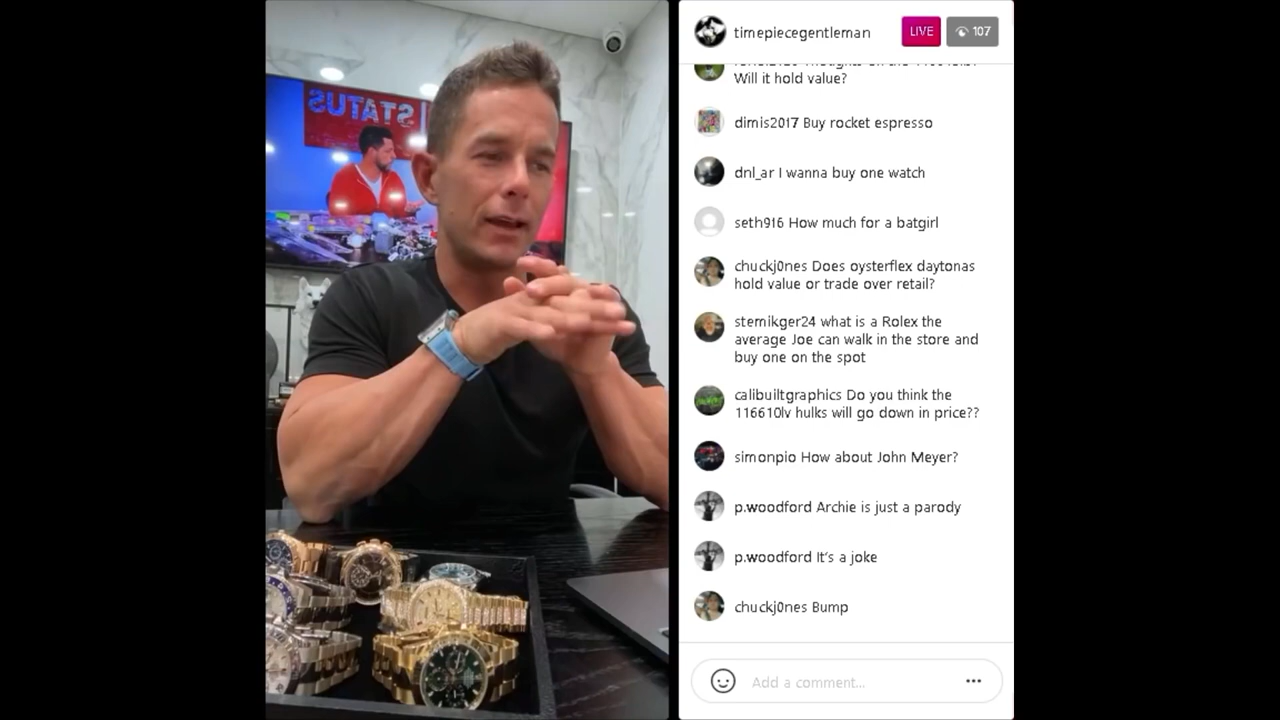 STATUS
timepiecegentleman
LIVE
107
Will it hold value?
dimis2017 Buy rocket espresso
dnl_ar I wanna buy one watch
seth916 How much for a batgirl
chuckj0nes Does oysterflex daytonas
hold value or trade over retail?
sternikger24 what is a Rolex the
average Joe can walk in the store and
buy one on the spot
calibuiltgraphics Do you think the
116610lv hulks will go down in price??
simonpio How about John Meyer?
p.woodford Archie is just a parody
p.woodford It's a joke
chuckj0nes Bump
Add a comment...